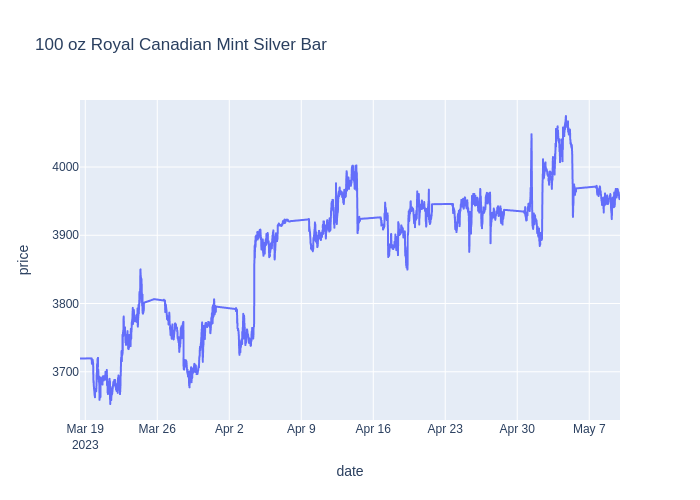 100 oz Royal Canadian Mint Silver Bar
price
4000
3900
3800
3700
Mar 19 Mar 26 Apr 2 Apr 9 Apr 16 Apr 23 Apr 30 May 7
2023
date